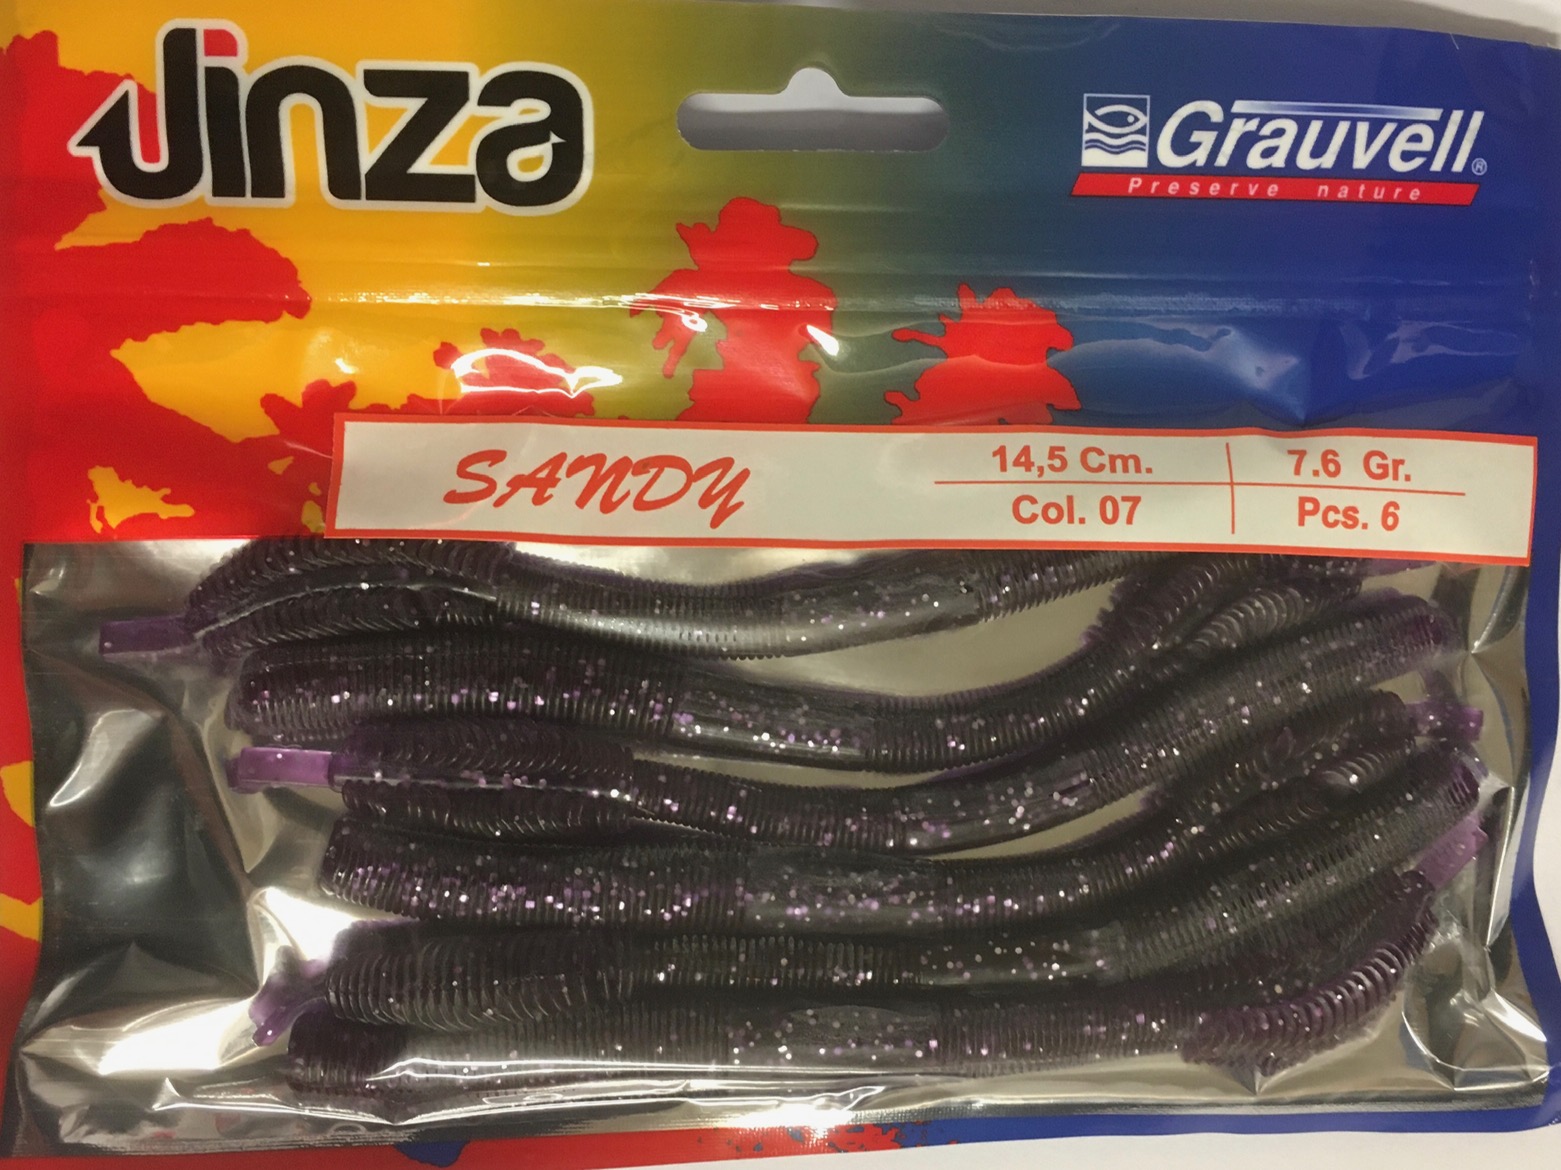 Jinza
Grauvell®
Preserve nature
SANDY
14,5 Cm.
7.6 Gr.
Col. 07
Pcs. 6